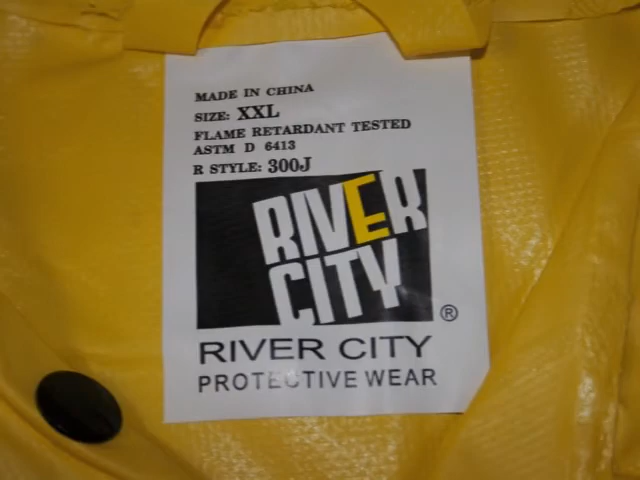 MADE IN CHINA
SIZE: XXL
FLAME RETARDANT TESTED
ASTM D 6413
R STYLE: 300J
RIVER
CITY
®
RIVER CITY
PROTECTIVE WEAR